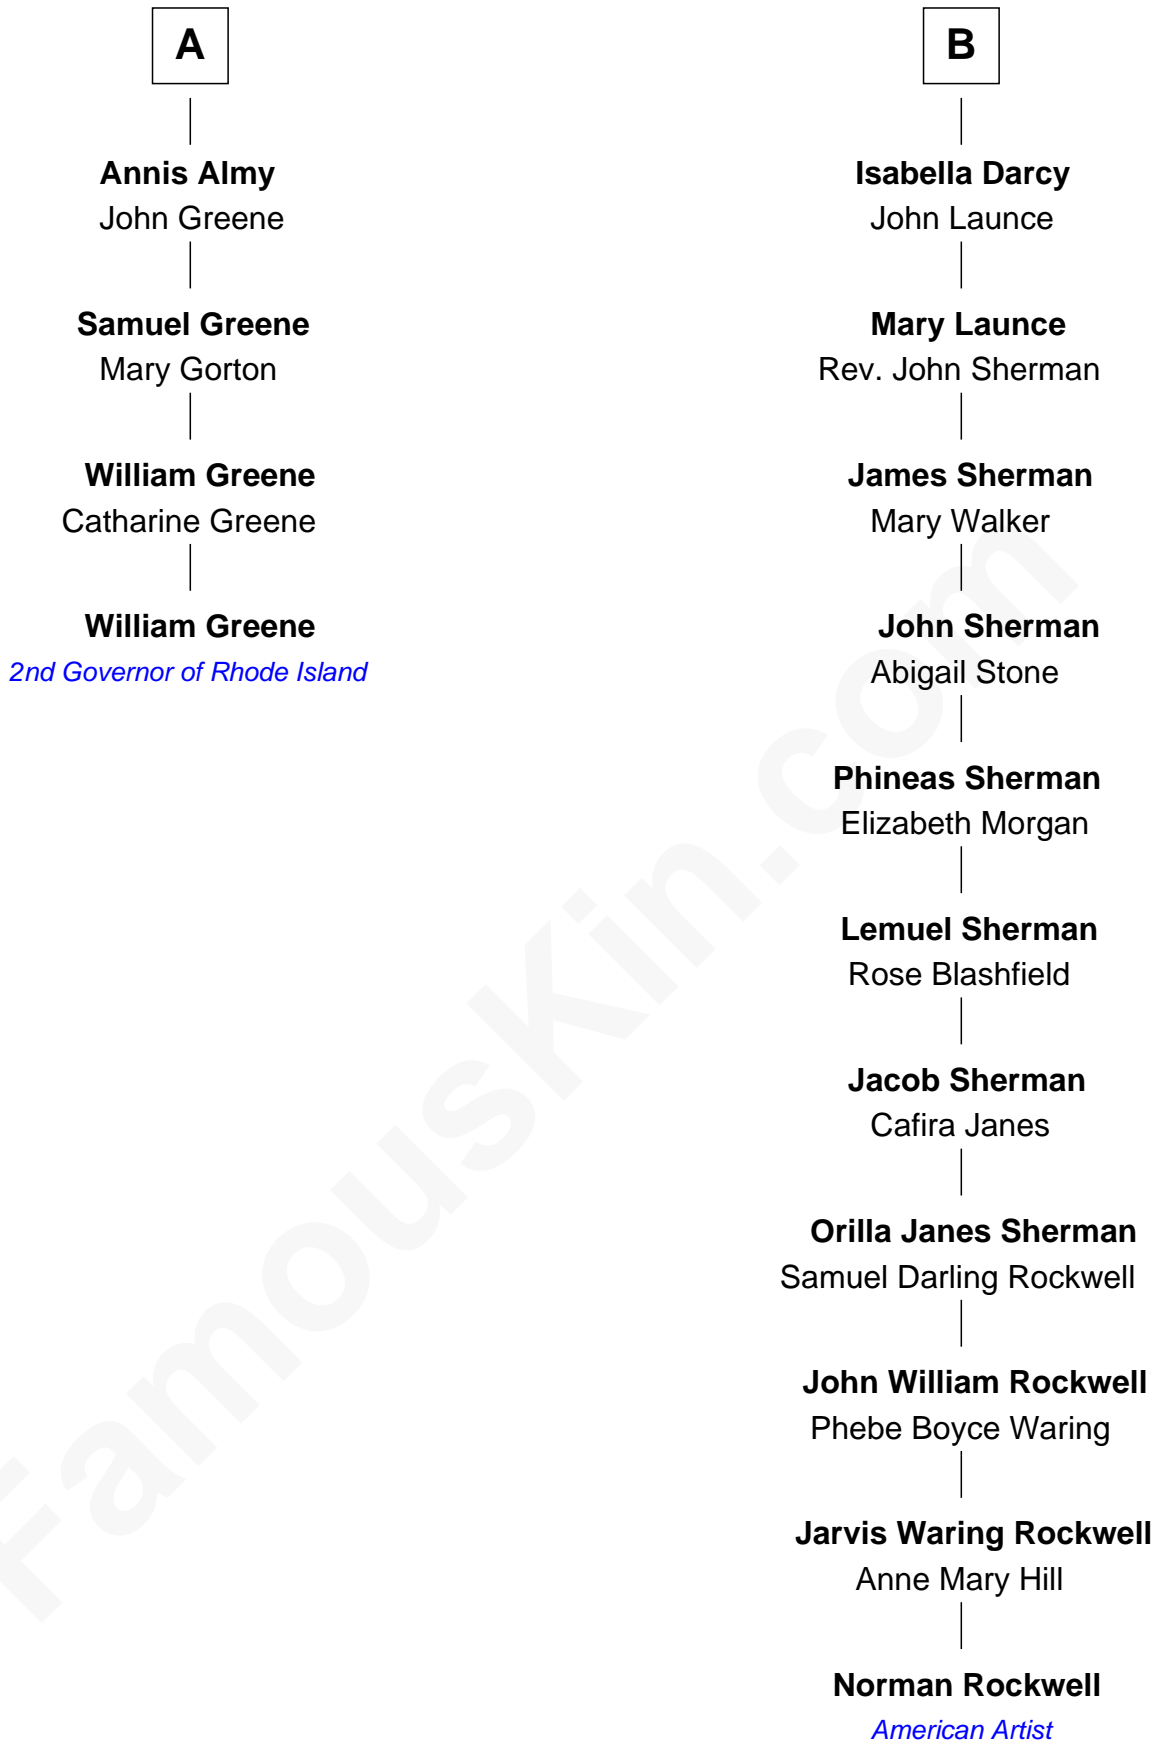 A
Annis Almy
John Greene
Samuel Greene
Mary Gorton
William Greene
Catharine Greene
William Greene
2nd Governor of Rhode Island
B
Isabella Darcy
John Launce
Mary Launce
Rev. John Sherman
James Sherman
Mary Walker
John Sherman
Abigail Stone
Phineas Sherman
Elizabeth Morgan
Lemuel Sherman
Rose Blashfield
Jacob Sherman
Cafira Janes
Orilla Janes Sherman
Samuel Darling Rockwell
John William Rockwell
Phebe Boyce Waring
Jarvis Waring Rockwell
Anne Mary Hill
Norman Rockwell
American Artist
FamousKin.com